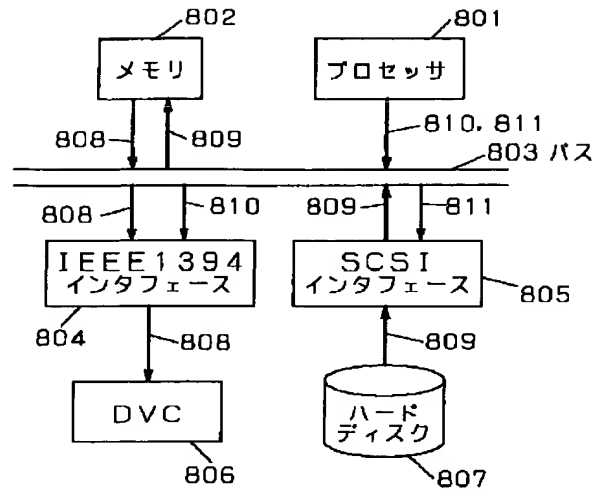 802
メモリ
801
プロセッサ
808
809
810, 811
803 バス
808
810
809
811
IEEE1394
インタフェース
804
SCSI
インタフェース
805
808
809
DVC
806
ハード
ディスク
807